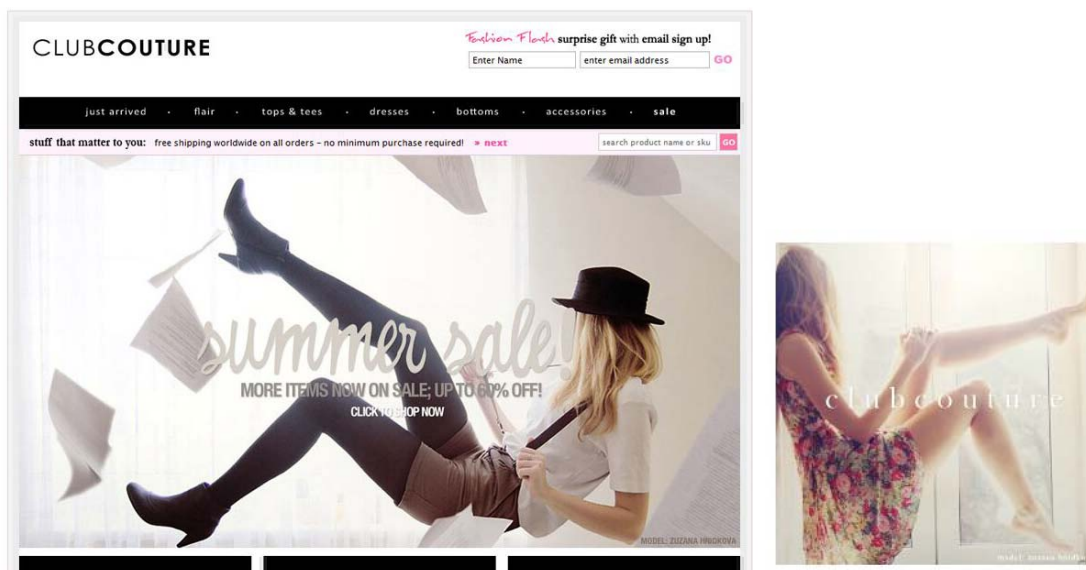 CLUBCOUTURE
Fashion Flash surprise gift with email sign up!
Enter Name
enter email address
GO
just arrived · flair · tops & tees · dresses · bottoms · accessories · sale
stuff that matter to you: free shipping worldwide on all orders – no minimum purchase required! » next
search product name or sku
GO
summer sale!
MORE ITEMS NOW ON SALE; UP TO 60% OFF!
CLICK TO SHOP NOW
MODEL: ZUZANA HNIDKOVA
clubcouture
model: zuzana